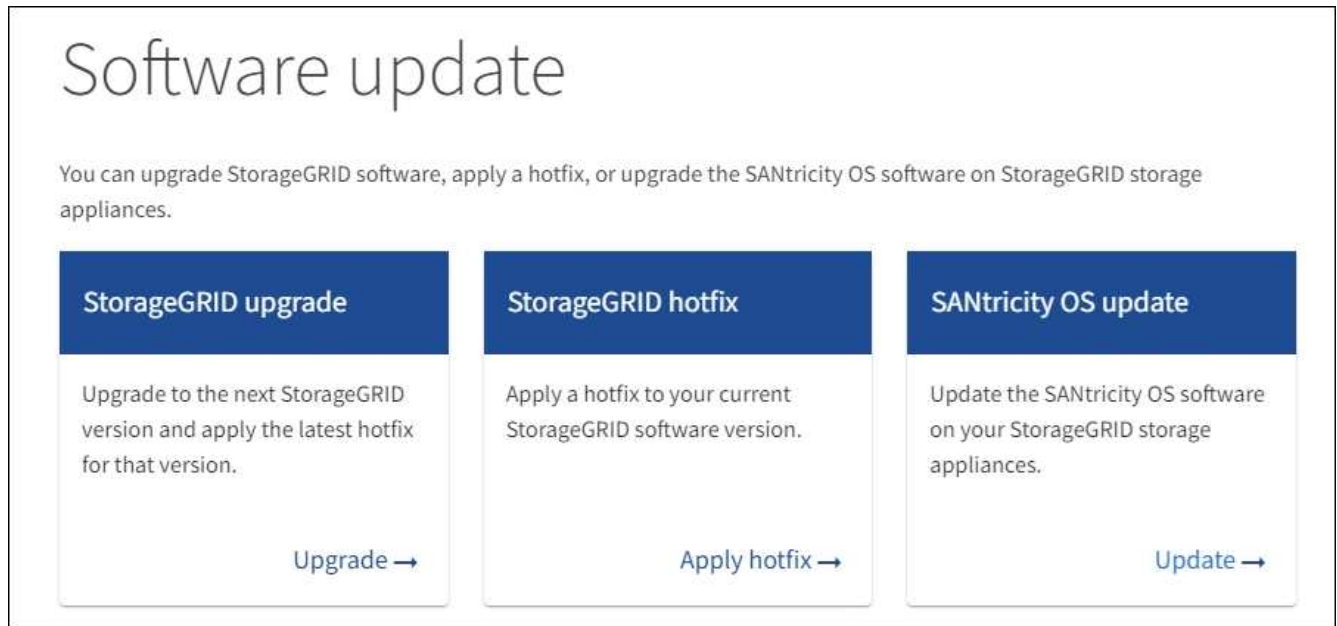 Software update
You can upgrade StorageGRID software, apply a hotfix, or upgrade the SANtricity OS software on StorageGRID storage
appliances.
StorageGRID upgrade
Upgrade to the next StorageGRID
version and apply the latest hotfix
for that version.
Upgrade →
StorageGRID hotfix
Apply a hotfix to your current
StorageGRID software version.
Apply hotfix →
SANtricity OS update
Update the SANtricity OS software
on your StorageGRID storage
appliances.
Update →